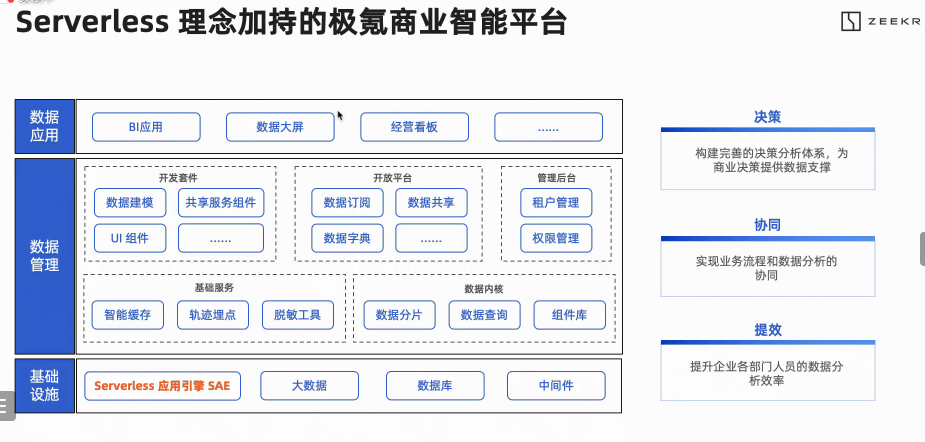 Serverless 理念加持的极氪商业智能平台
ZEEKR
数据
应用
BI应用
数据大屏
经营看板
......
数据
管理
开发套件
数据建模
共享服务组件
UI 组件
......
开放平台
数据订阅
数据共享
数据字典
......
管理后台
租户管理
权限管理
基础服务
智能缓存
轨迹埋点
脱敏工具
数据内核
数据分片
数据查询
组件库
基础
设施
Serverless 应用引擎 SAE
大数据
数据库
中间件
决策
构建完善的决策分析体系，为
商业决策提供数据支撑
协同
实现业务流程和数据分析的
协同
提效
提升企业各部门人员的数据分
析效率